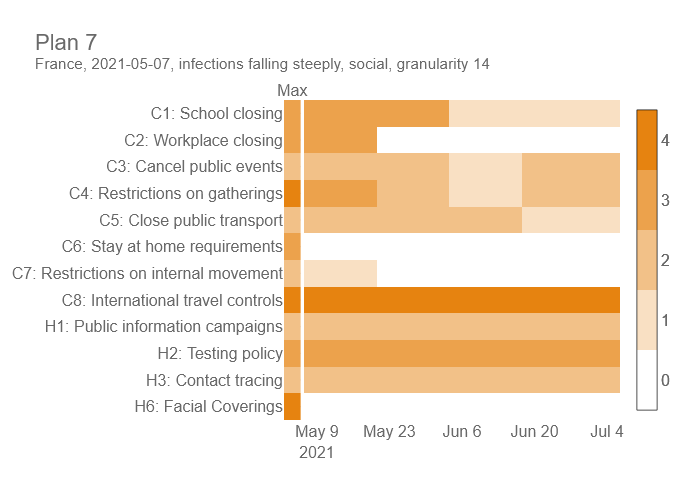 Plan 7
France, 2021-05-07, infections falling steeply, social, granularity 14
Max
C1: School closing
C2: Workplace closing
C3: Cancel public events
C4: Restrictions on gatherings
C5: Close public transport
C6: Stay at home requirements
C7: Restrictions on internal movement
C8: International travel controls
H1: Public information campaigns
H2: Testing policy
H3: Contact tracing
H6: Facial Coverings
May 9 May 23 Jun 6 Jun 20 Jul 4
2021
4
3
2
1
0